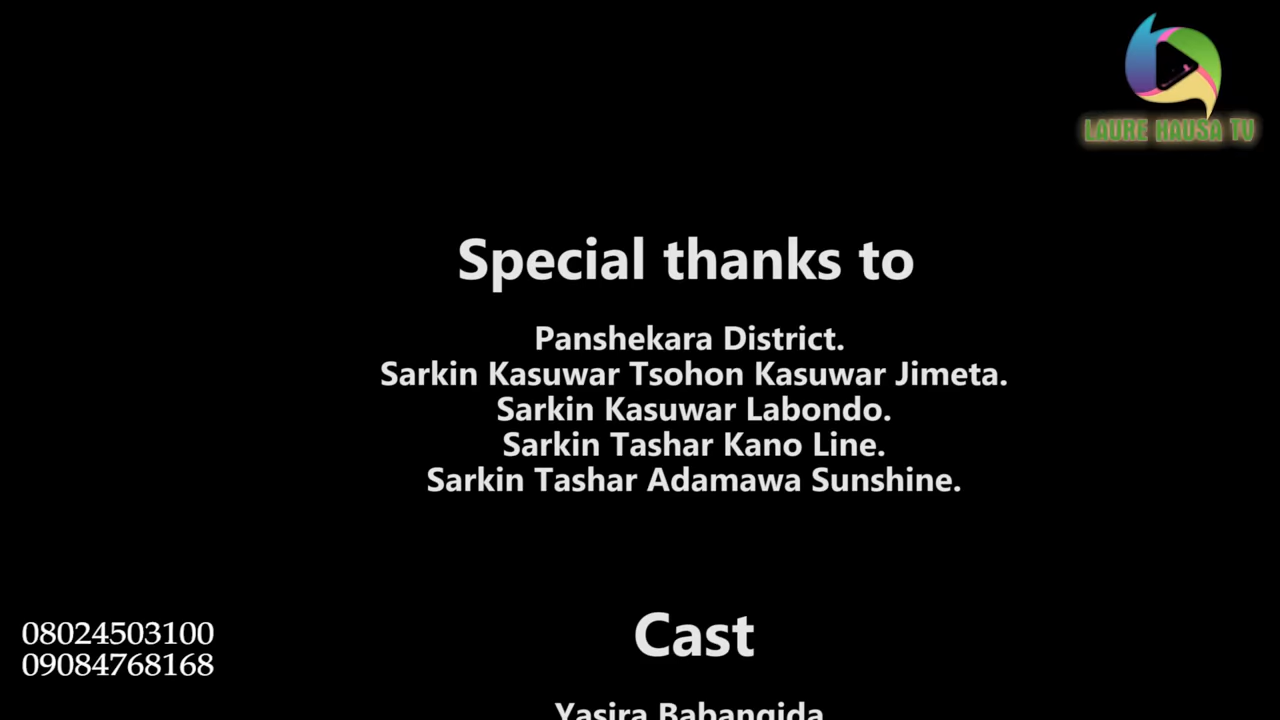 LAURE HAUSA TV
Special thanks to
Panshekara District.
Sarkin Kasuwar Tsohon Kasuwar Jimeta.
Sarkin Kasuwar Labondo.
Sarkin Tashar Kano Line.
Sarkin Tashar Adamawa Sunshine.
Cast
Yasira Babangida
08024503100
09084768168